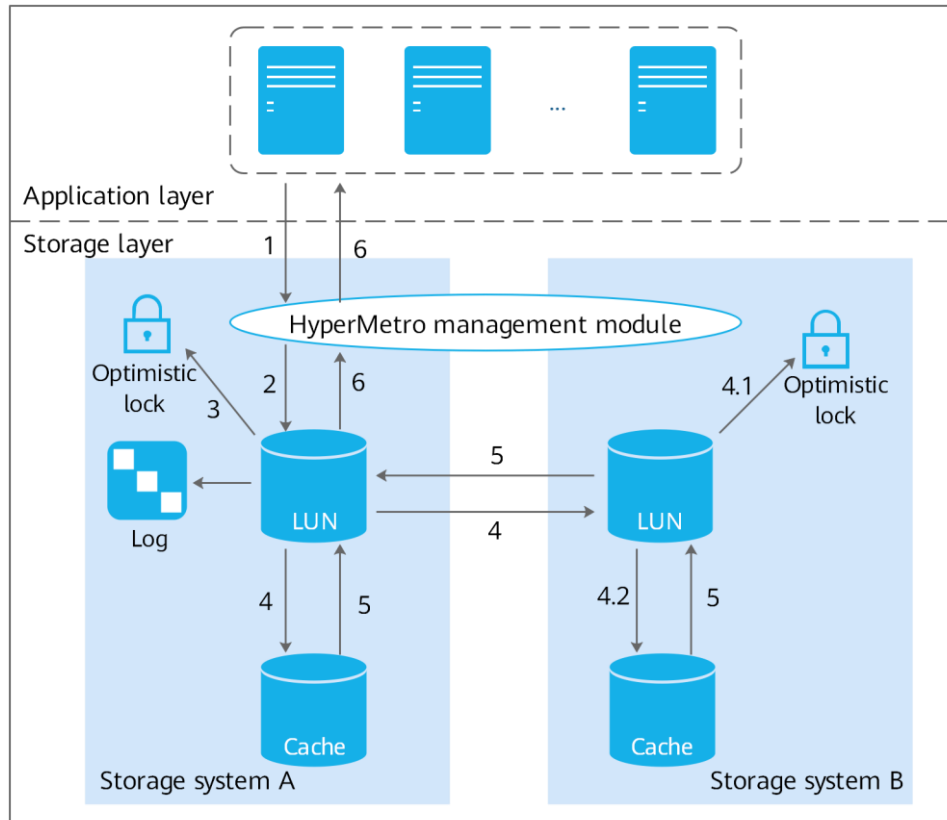 ...
Application layer
Storage layer
1
6
HyperMetro management module
Optimistic
lock
3
2
6
4.1
Optimistic
lock
Log
LUN
5
4
LUN
4
5
4.2
5
Cache
Cache
Storage system A
Storage system B